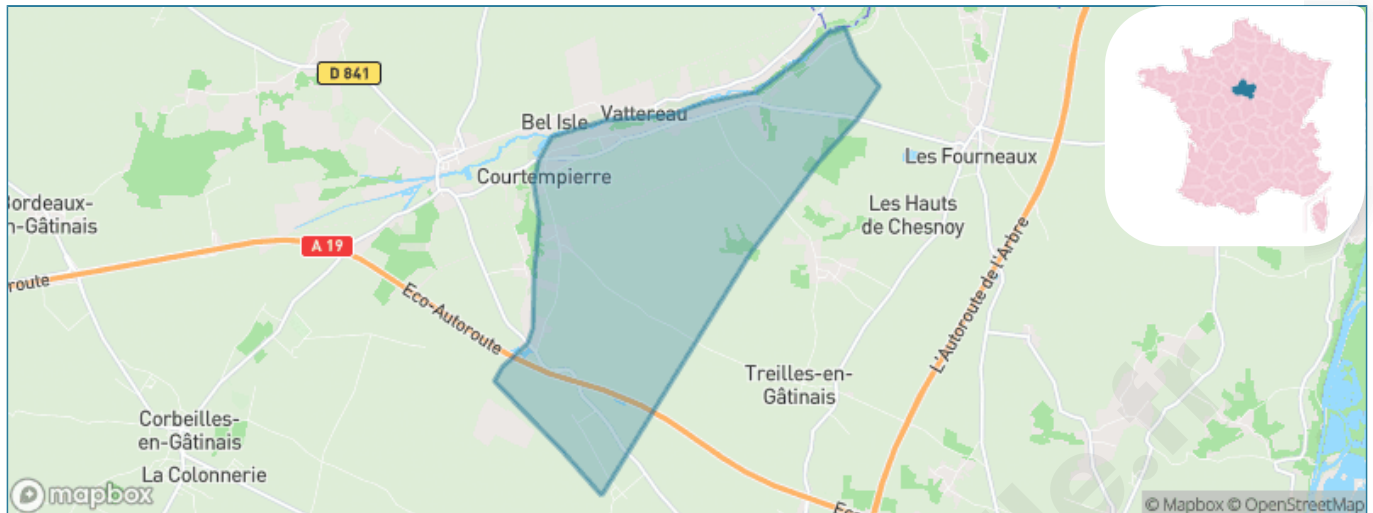 D 841
Bel Isle
Vattereau
Les Fourneaux
Courtempierre
Bordeaux-
n-Gâtinais
Les Hauts
de Chesnoy
A 19
route
Eco-Autoroute
L'Autoroute de l'Arbre
Treilles-en-
Gâtinais
Corbeilles-
en-Gâtinais
La Colonnerie
mapbox
Eco
© Mapbox © OpenStreetMap